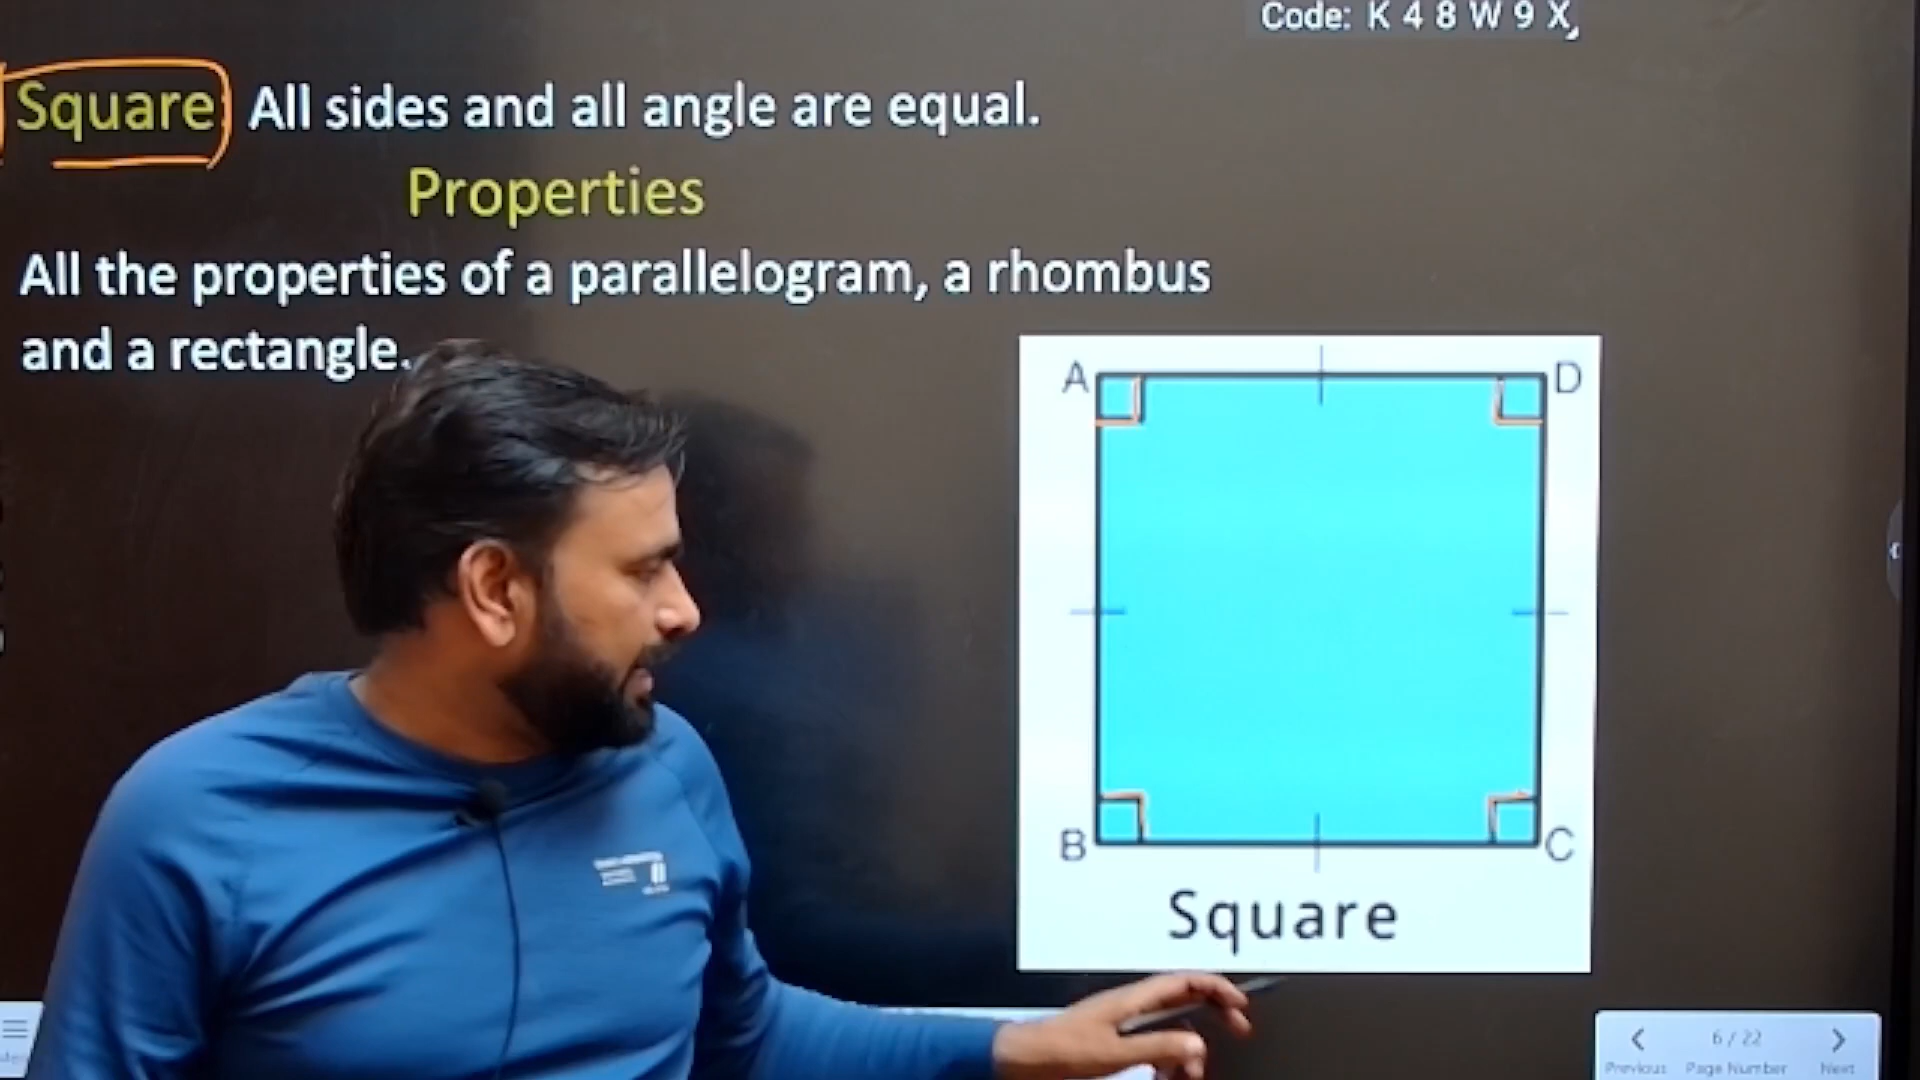 Code: K 4 8 W 9 X
Square All sides and all angle are equal.
Properties
All the properties of a parallelogram, a rhombus
and a rectangle.
A
D
B
C
Square
6 / 22
Previous Page Number Next